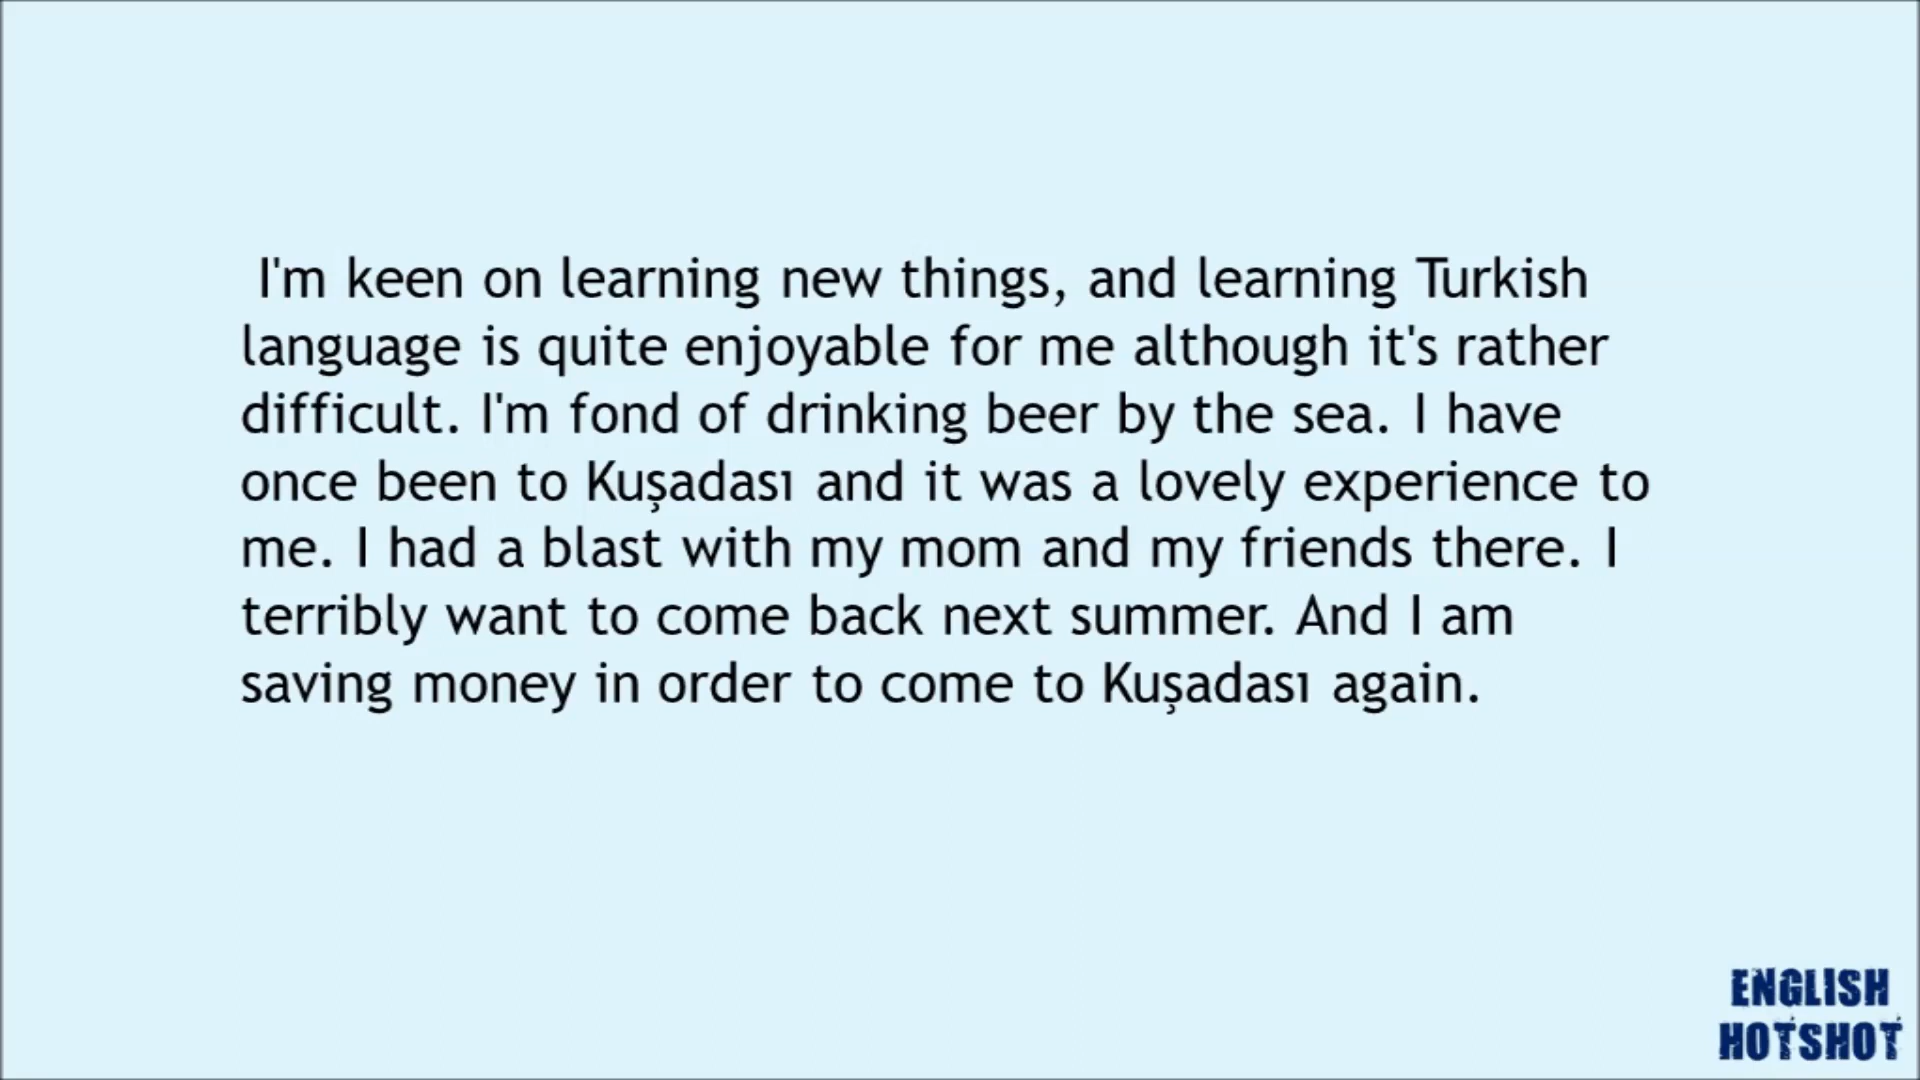 I'm keen on learning new things, and learning Turkish
language is quite enjoyable for me although it's rather
difficult. I'm fond of drinking beer by the sea. I have
once been to Kuşadası and it was a lovely experience to
me. I had a blast with my mom and my friends there. I
terribly want to come back next summer. And I am
saving money in order to come to Kuşadası again.
ENGLISH
HOTSHOT